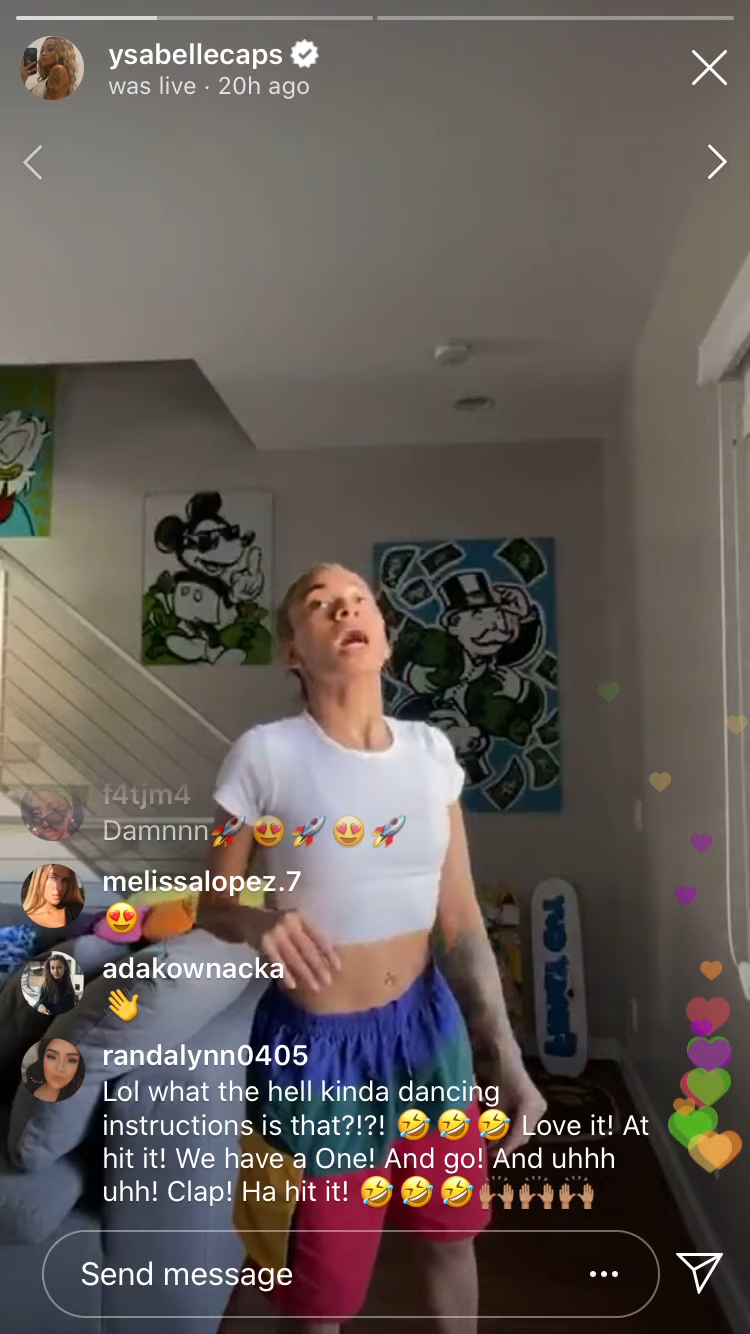 ysabellecaps
was live · 20h ago
f4tjm4
Damnnn🚀😍🚀😍🚀
melissalopez.7
😍
adakownacka
👋
randalynn0405
Lol what the hell kinda dancing
instructions is that?!?! 🤣🤣🤣 Love it! At
hit it! We have a One! And go! And uhhh
uhh! Clap! Ha hit it! 🤣🤣🤣🙌🏽🙌🏽🙌🏽
Send message